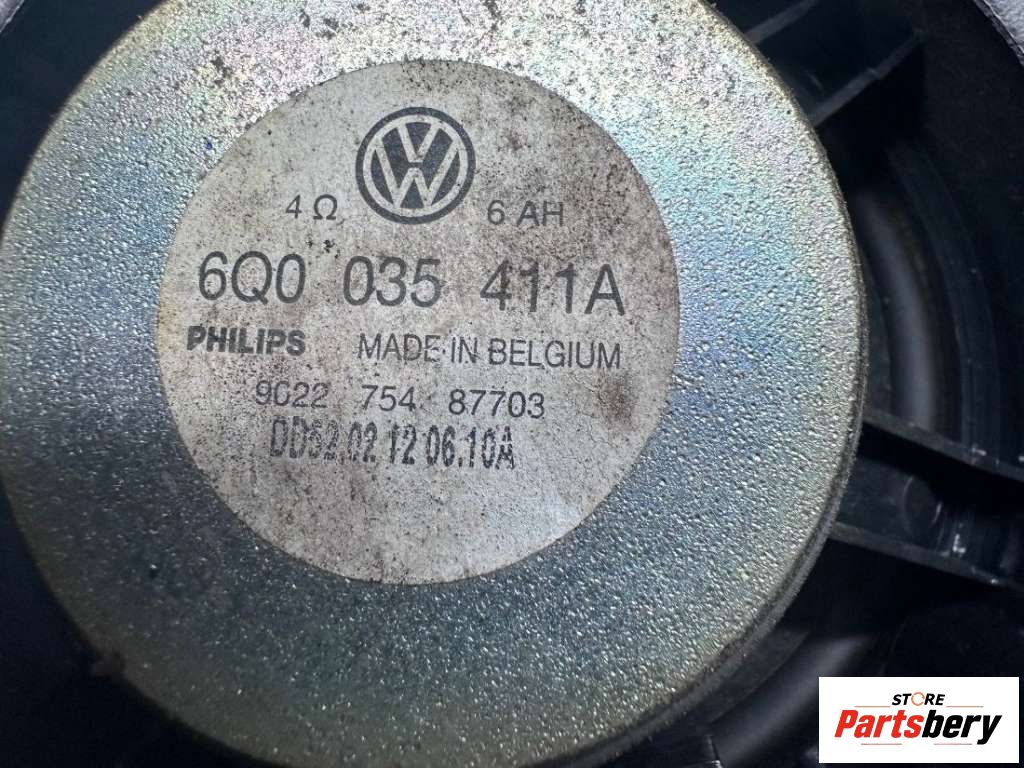 4 Ω 6 AH
6Q0 035 411A
PHILIPS MADE IN BELGIUM
9022 754 87703
DD52.02 12 06.10A
STORE
Partsbery